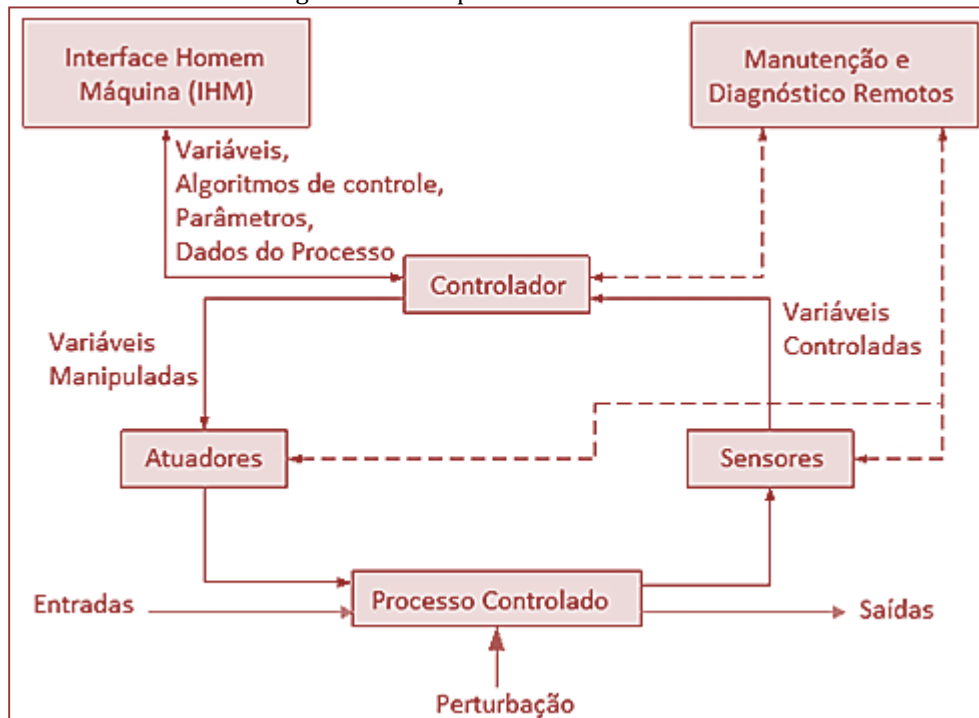 Interface Homem
Máquina (IHM)
Manutenção e
Diagnóstico Remotos
Variáveis,
Algoritmos de controle,
Parâmetros,
Dados do Processo
Controlador
Variáveis
Manipuladas
Variáveis
Controladas
Atuadores
Sensores
Entradas
Processo Controlado
Saídas
Perturbação